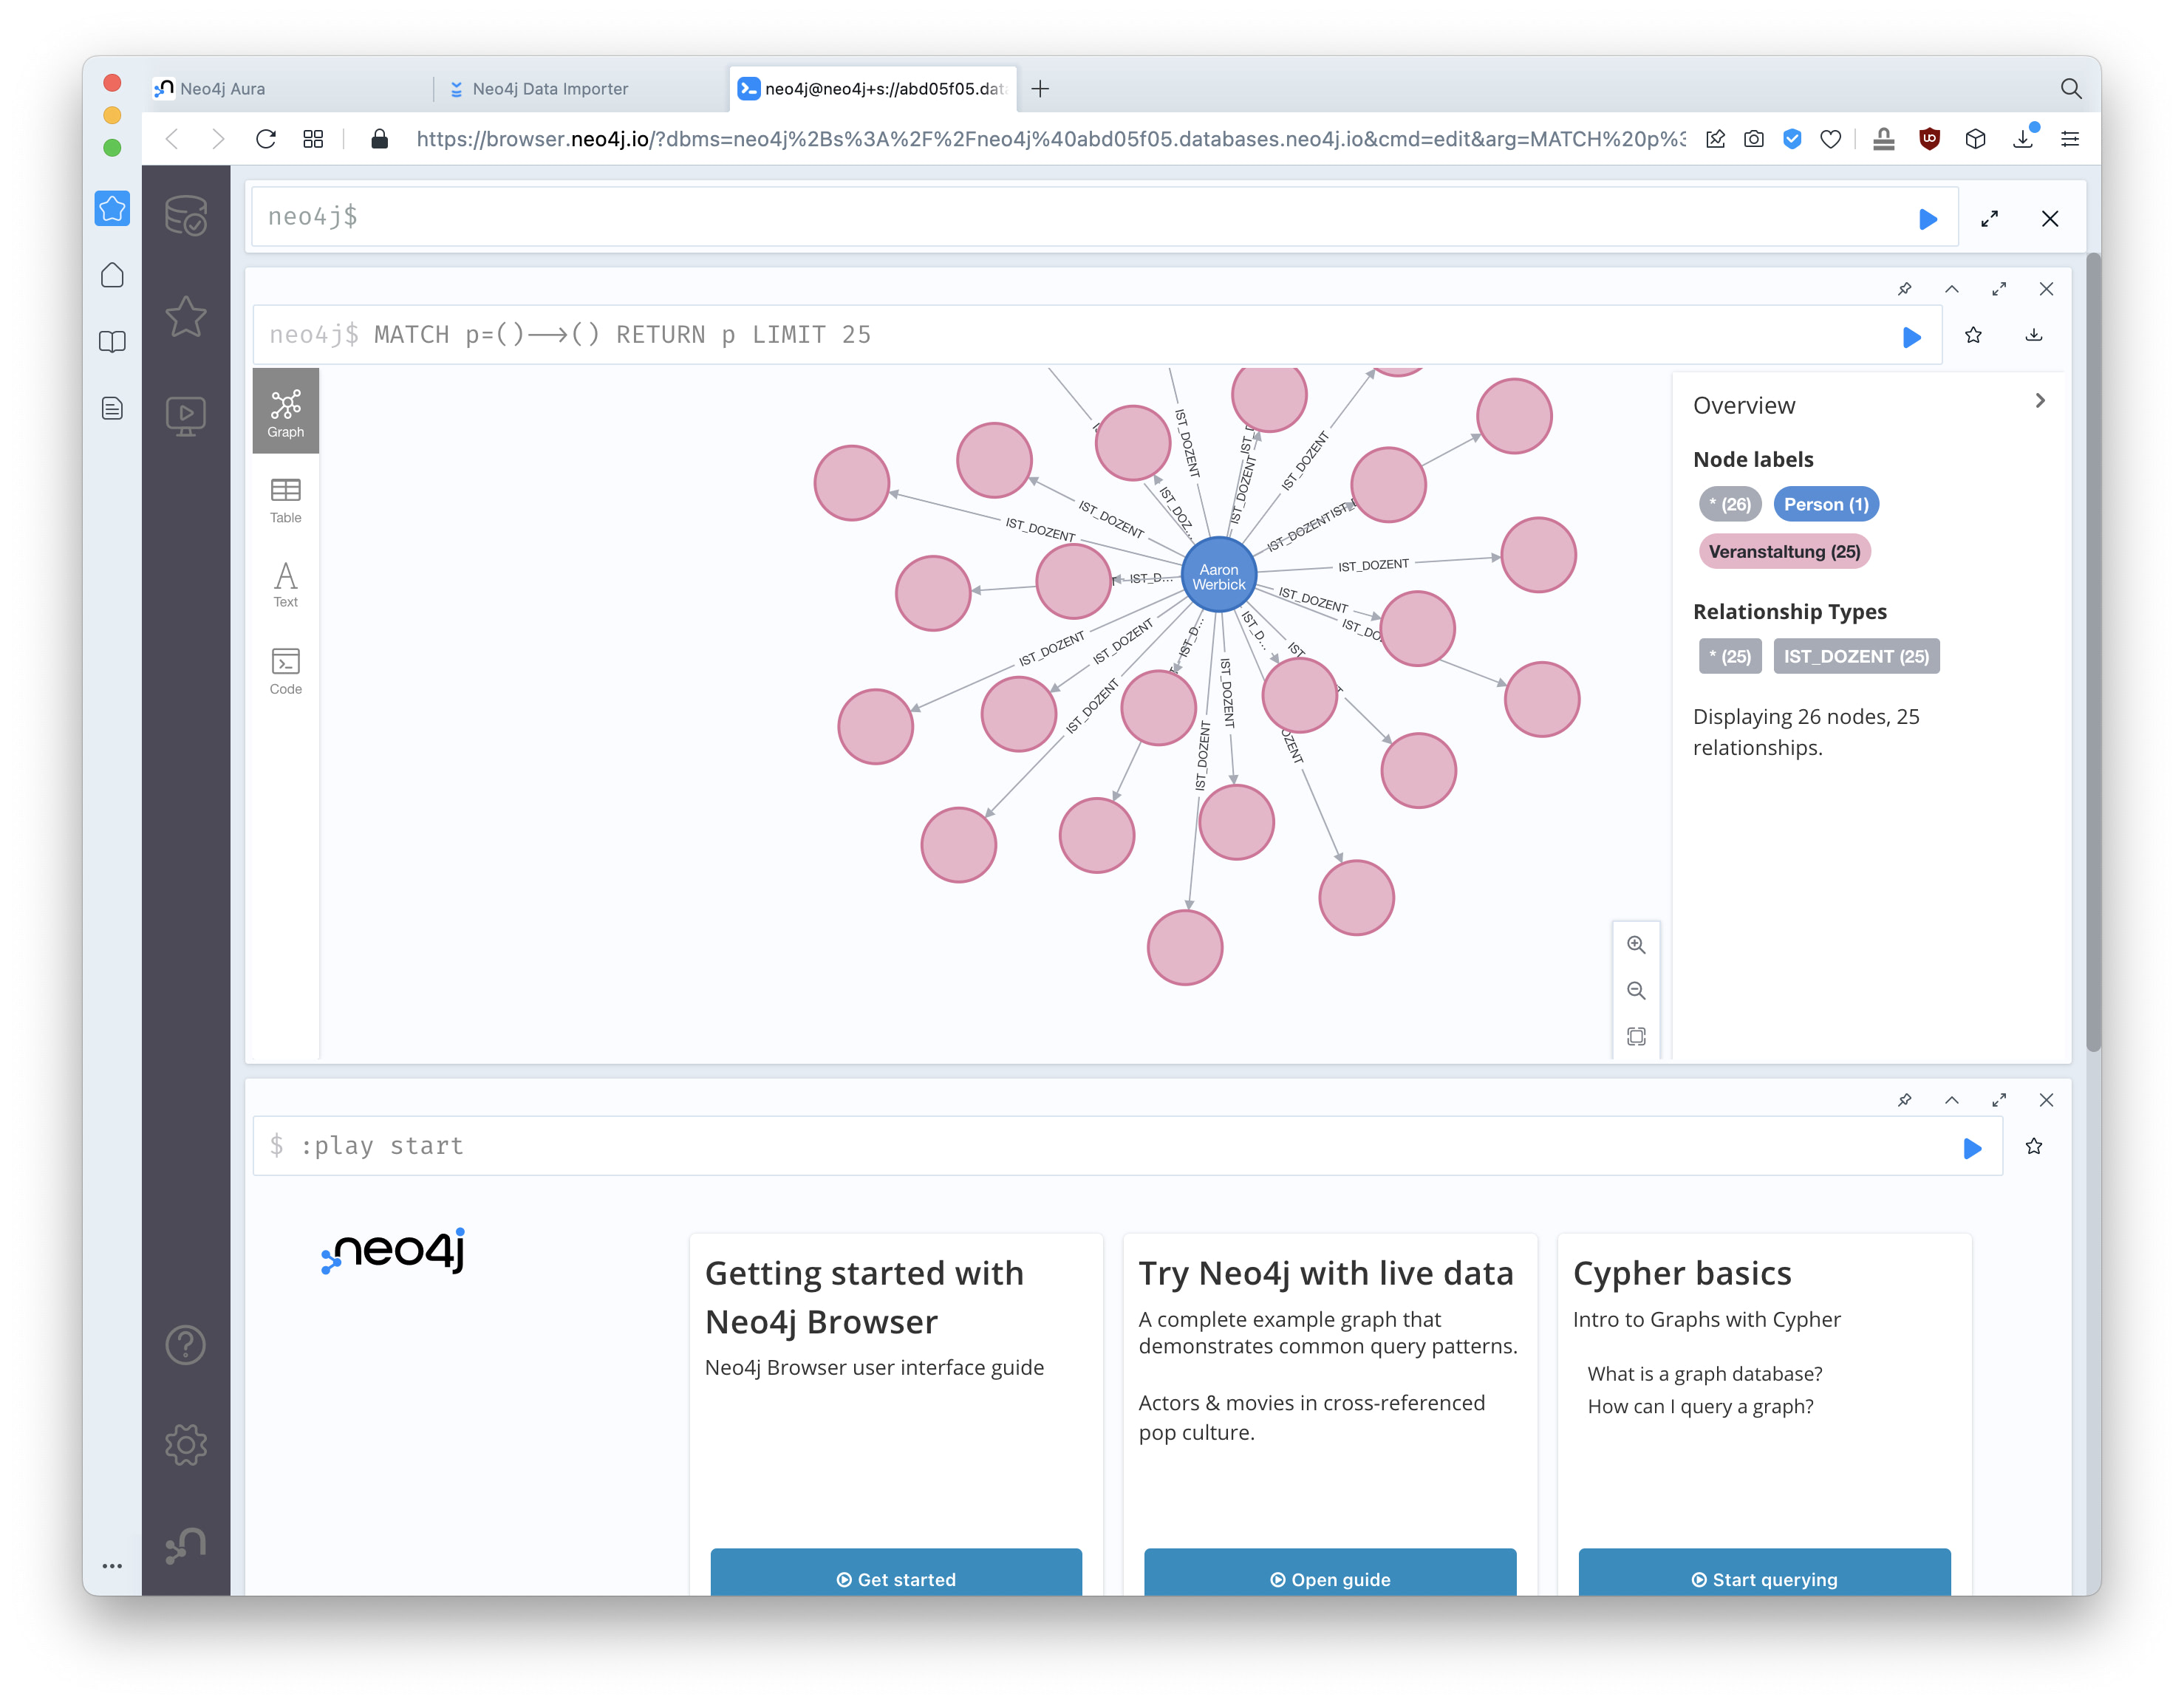 Neo4j Aura
Neo4j Data Importer
neo4j@neo4j+s://abd05f05.dat
https://browser.neo4j.io/?dbms=neo4j%2Bs%3A%2F%2Fneo4j%40abd05f05.databases.neo4j.io&cmd=edit&arg=MATCH%20p%3
neo4j$
neo4j$ MATCH p=()-->() RETURN p LIMIT 25
Graph
Table
Text
Code
IST_DOZENT
IST_DOZENT
IST_DOZENT
IST_DOZENT
IST_DOZENT
IST_DOZ...
IST_DOZENT
IST_DOZENT
IST_D...
Aaron
Werbick
IST_DOZENT
IST_DOZENT
IST_DO
IST_DOZENT
IST_DOZENT
IST_D...
IST_D...
IST
IST_DOZENT
IST_DOZENT
IST_DOZENT
OZENT
Overview
Node labels
* (26)
Person (1)
Veranstaltung (25)
Relationship Types
* (25)
IST_DOZENT (25)
Displaying 26 nodes, 25
relationships.
$ :play start
neo4j
Getting started with
Neo4j Browser
Neo4j Browser user interface guide
Get started
Try Neo4j with live data
A complete example graph that
demonstrates common query patterns.
Actors & movies in cross-referenced
pop culture.
Open guide
Cypher basics
Intro to Graphs with Cypher
What is a graph database?
How can I query a graph?
Start querying